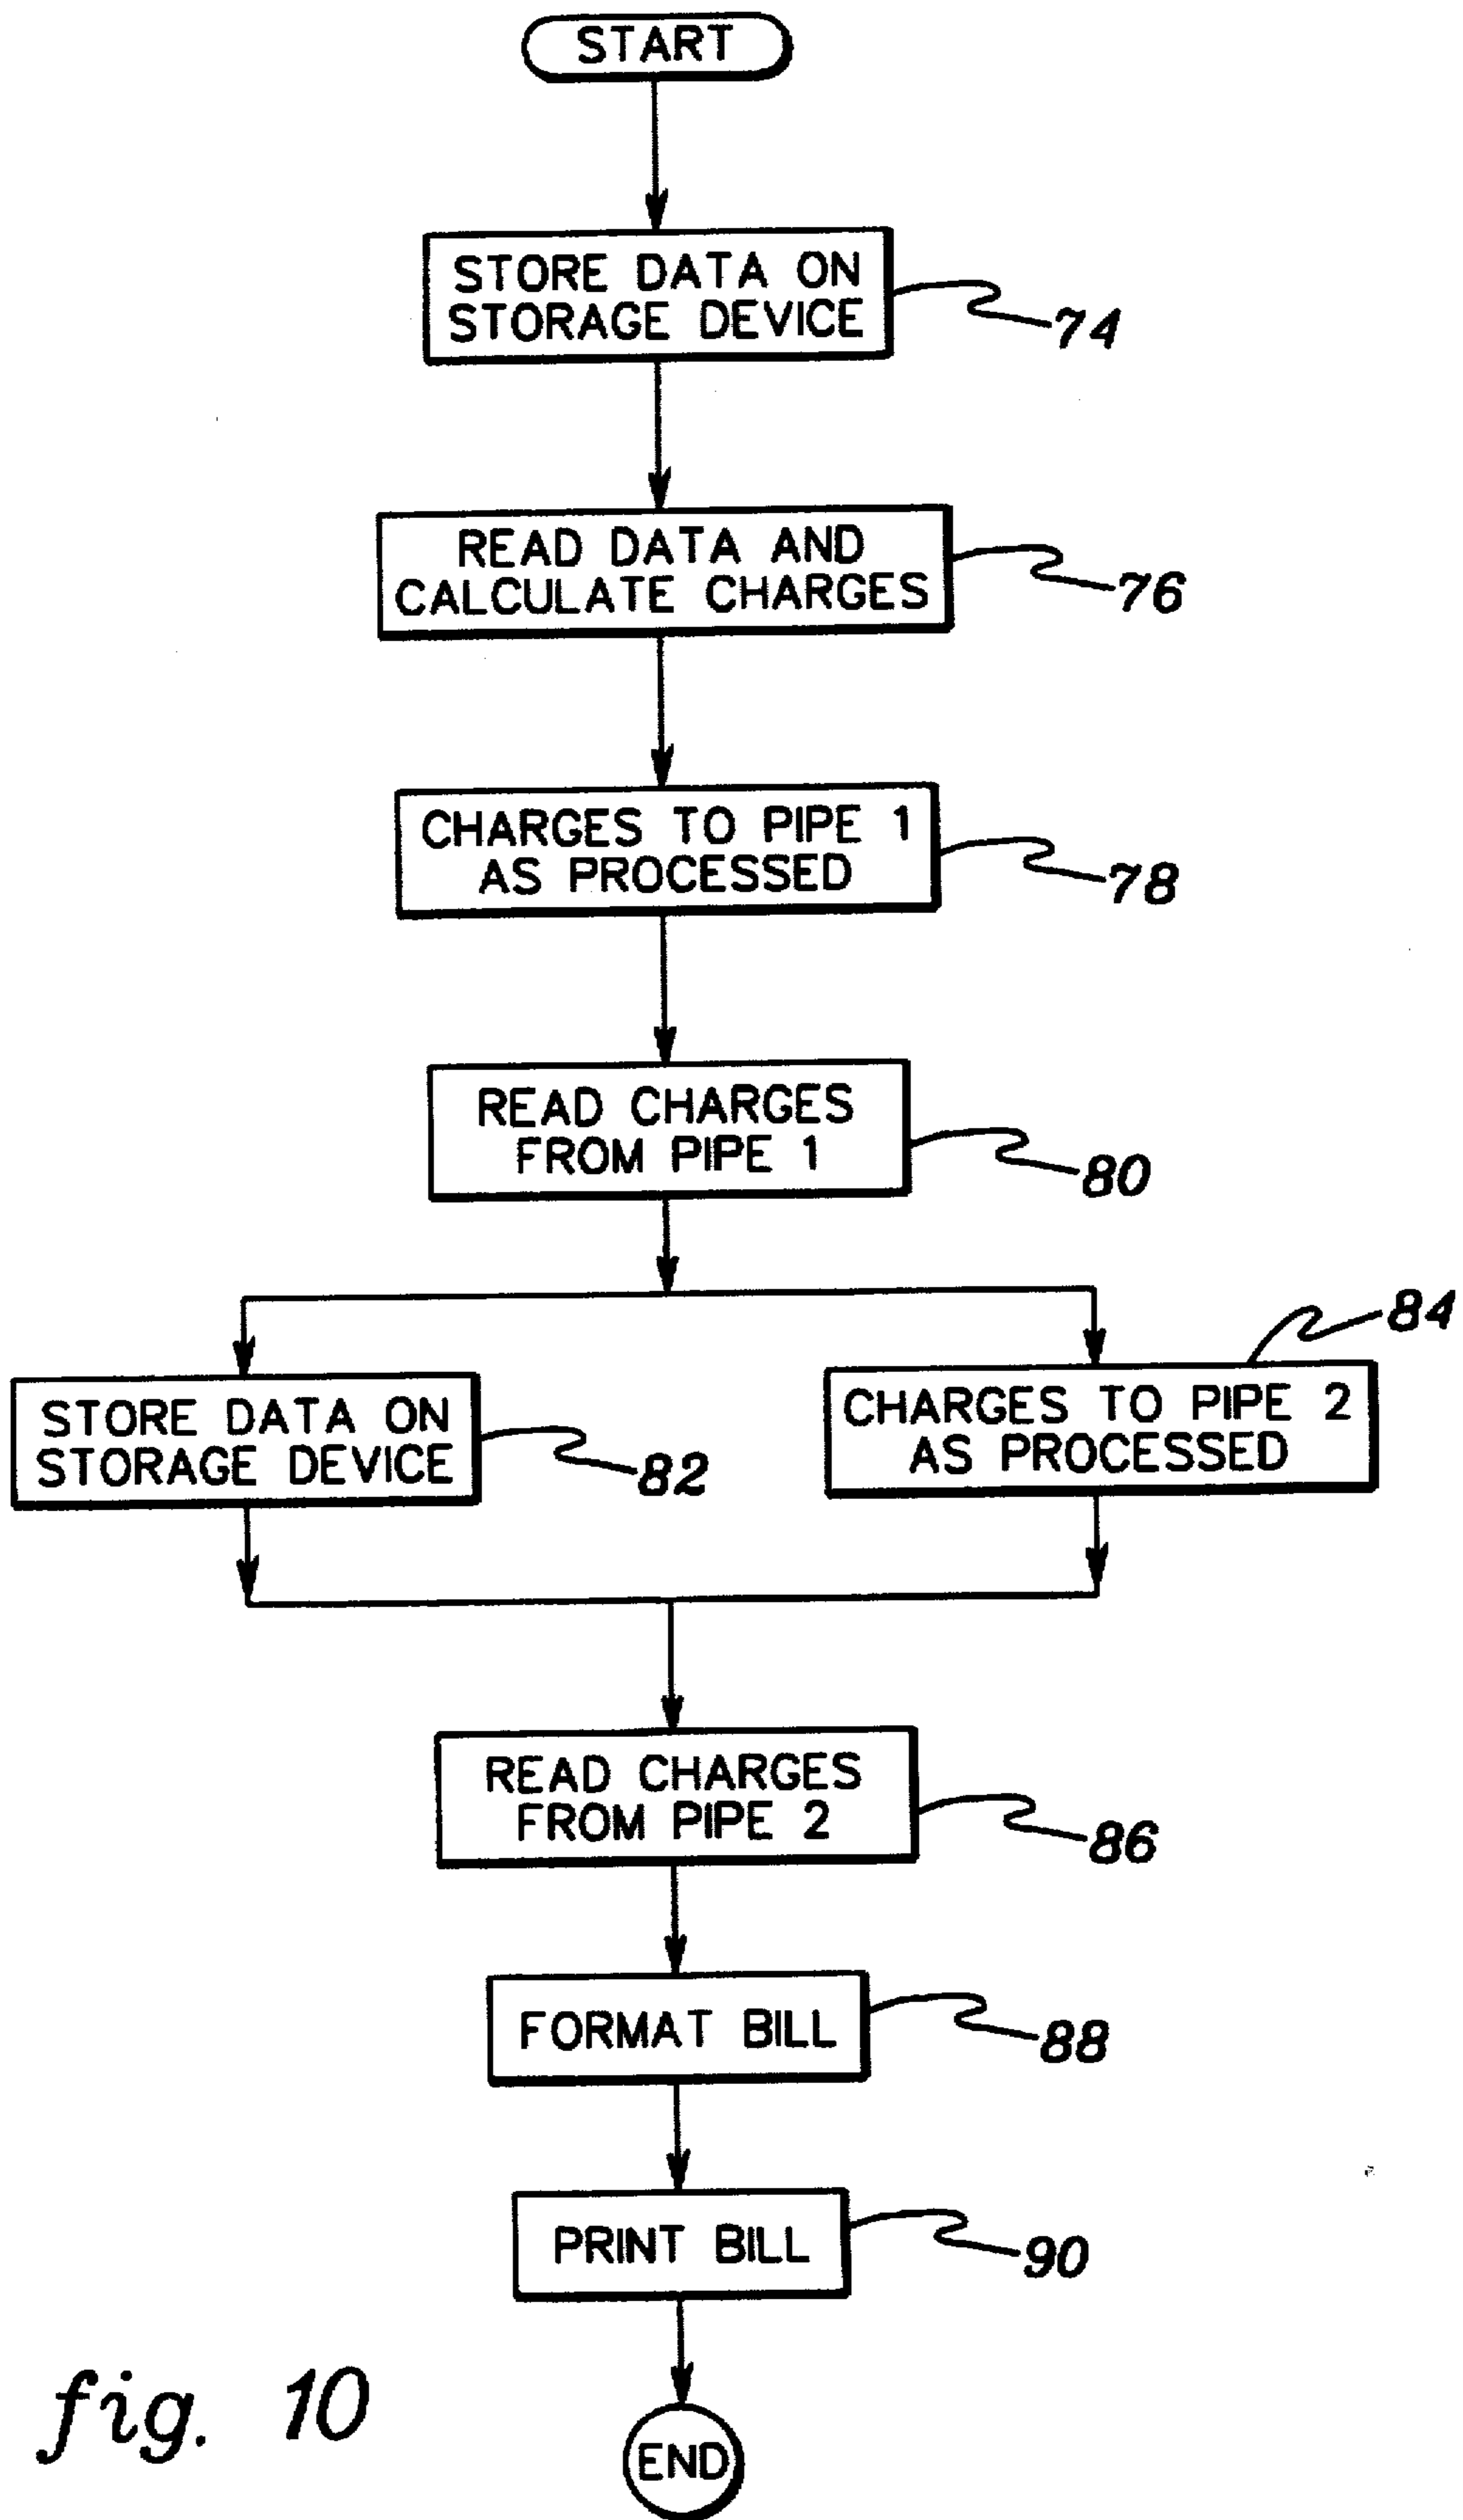 START
STORE DATA ON
STORAGE DEVICE
74
READ DATA AND
CALCULATE CHARGES
76
CHARGES TO PIPE 1
AS PROCESSED
78
READ CHARGES
FROM PIPE 1
80
84
STORE DATA ON
STORAGE DEVICE
82
CHARGES TO PIPE 2
AS PROCESSED
READ CHARGES
FROM PIPE 2
86
FORMAT BILL
88
PRINT BILL
90
fig. 10
END